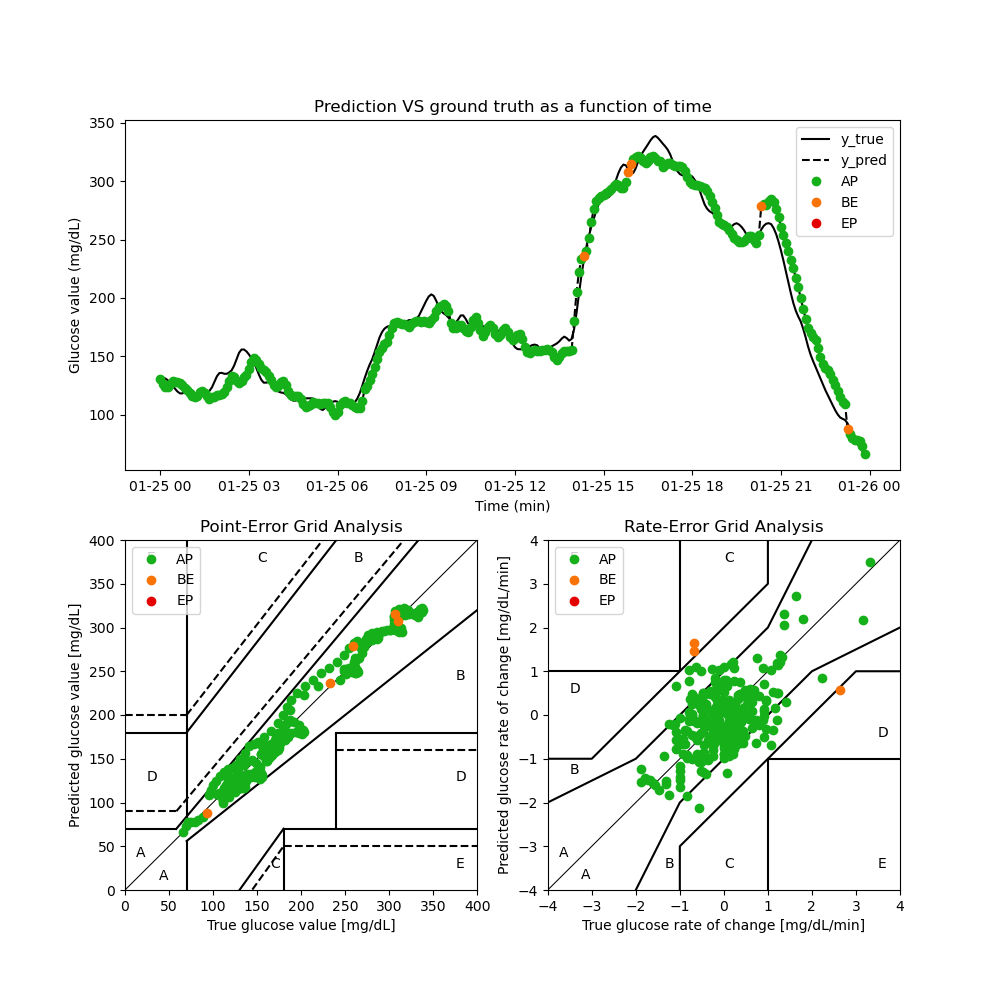 Prediction VS ground truth as a function of time
350
300
250
200
150
100
Glucose value (mg/dL)
y_true
y_pred
AP
BE
EP
01-25 00 01-25 03 01-25 06 01-25 09 01-25 12 01-25 15 01-25 18 01-25 21 01-26 00
Time (min)
Point-Error Grid Analysis
400
350
300
250
200
150
100
50
0
Predicted glucose value [mg/dL]
AP
BE
EP
C
B
B
D
D
A
A
C
E
0 50 100 150 200 250 300 350 400
True glucose value [mg/dL]
Rate-Error Grid Analysis
4
3
2
1
0
−1
−2
−3
−4
Predicted glucose rate of change [mg/dL/min]
AP
BE
EP
C
D
D
B
A
A
B
C
E
−4 −3 −2 −1 0 1 2 3 4
True glucose rate of change [mg/dL/min]